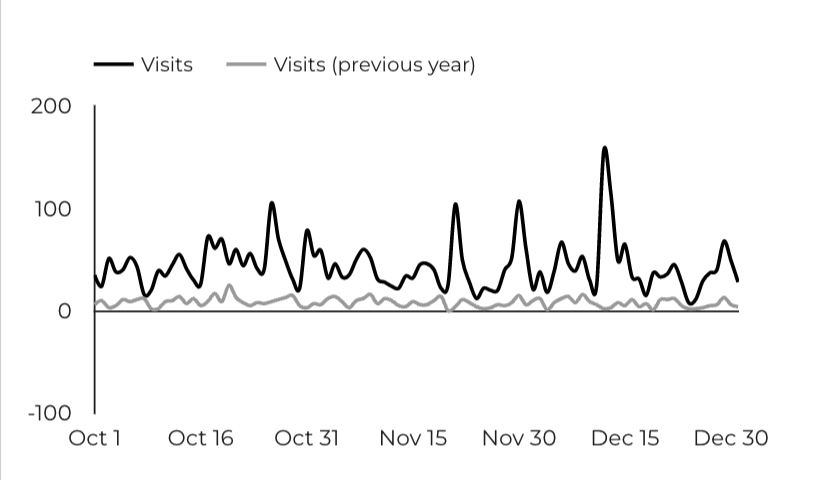 Visits Visits (previous year)
200
100
0
-100
Oct 1 Oct 16 Oct 31 Nov 15 Nov 30 Dec 15 Dec 30